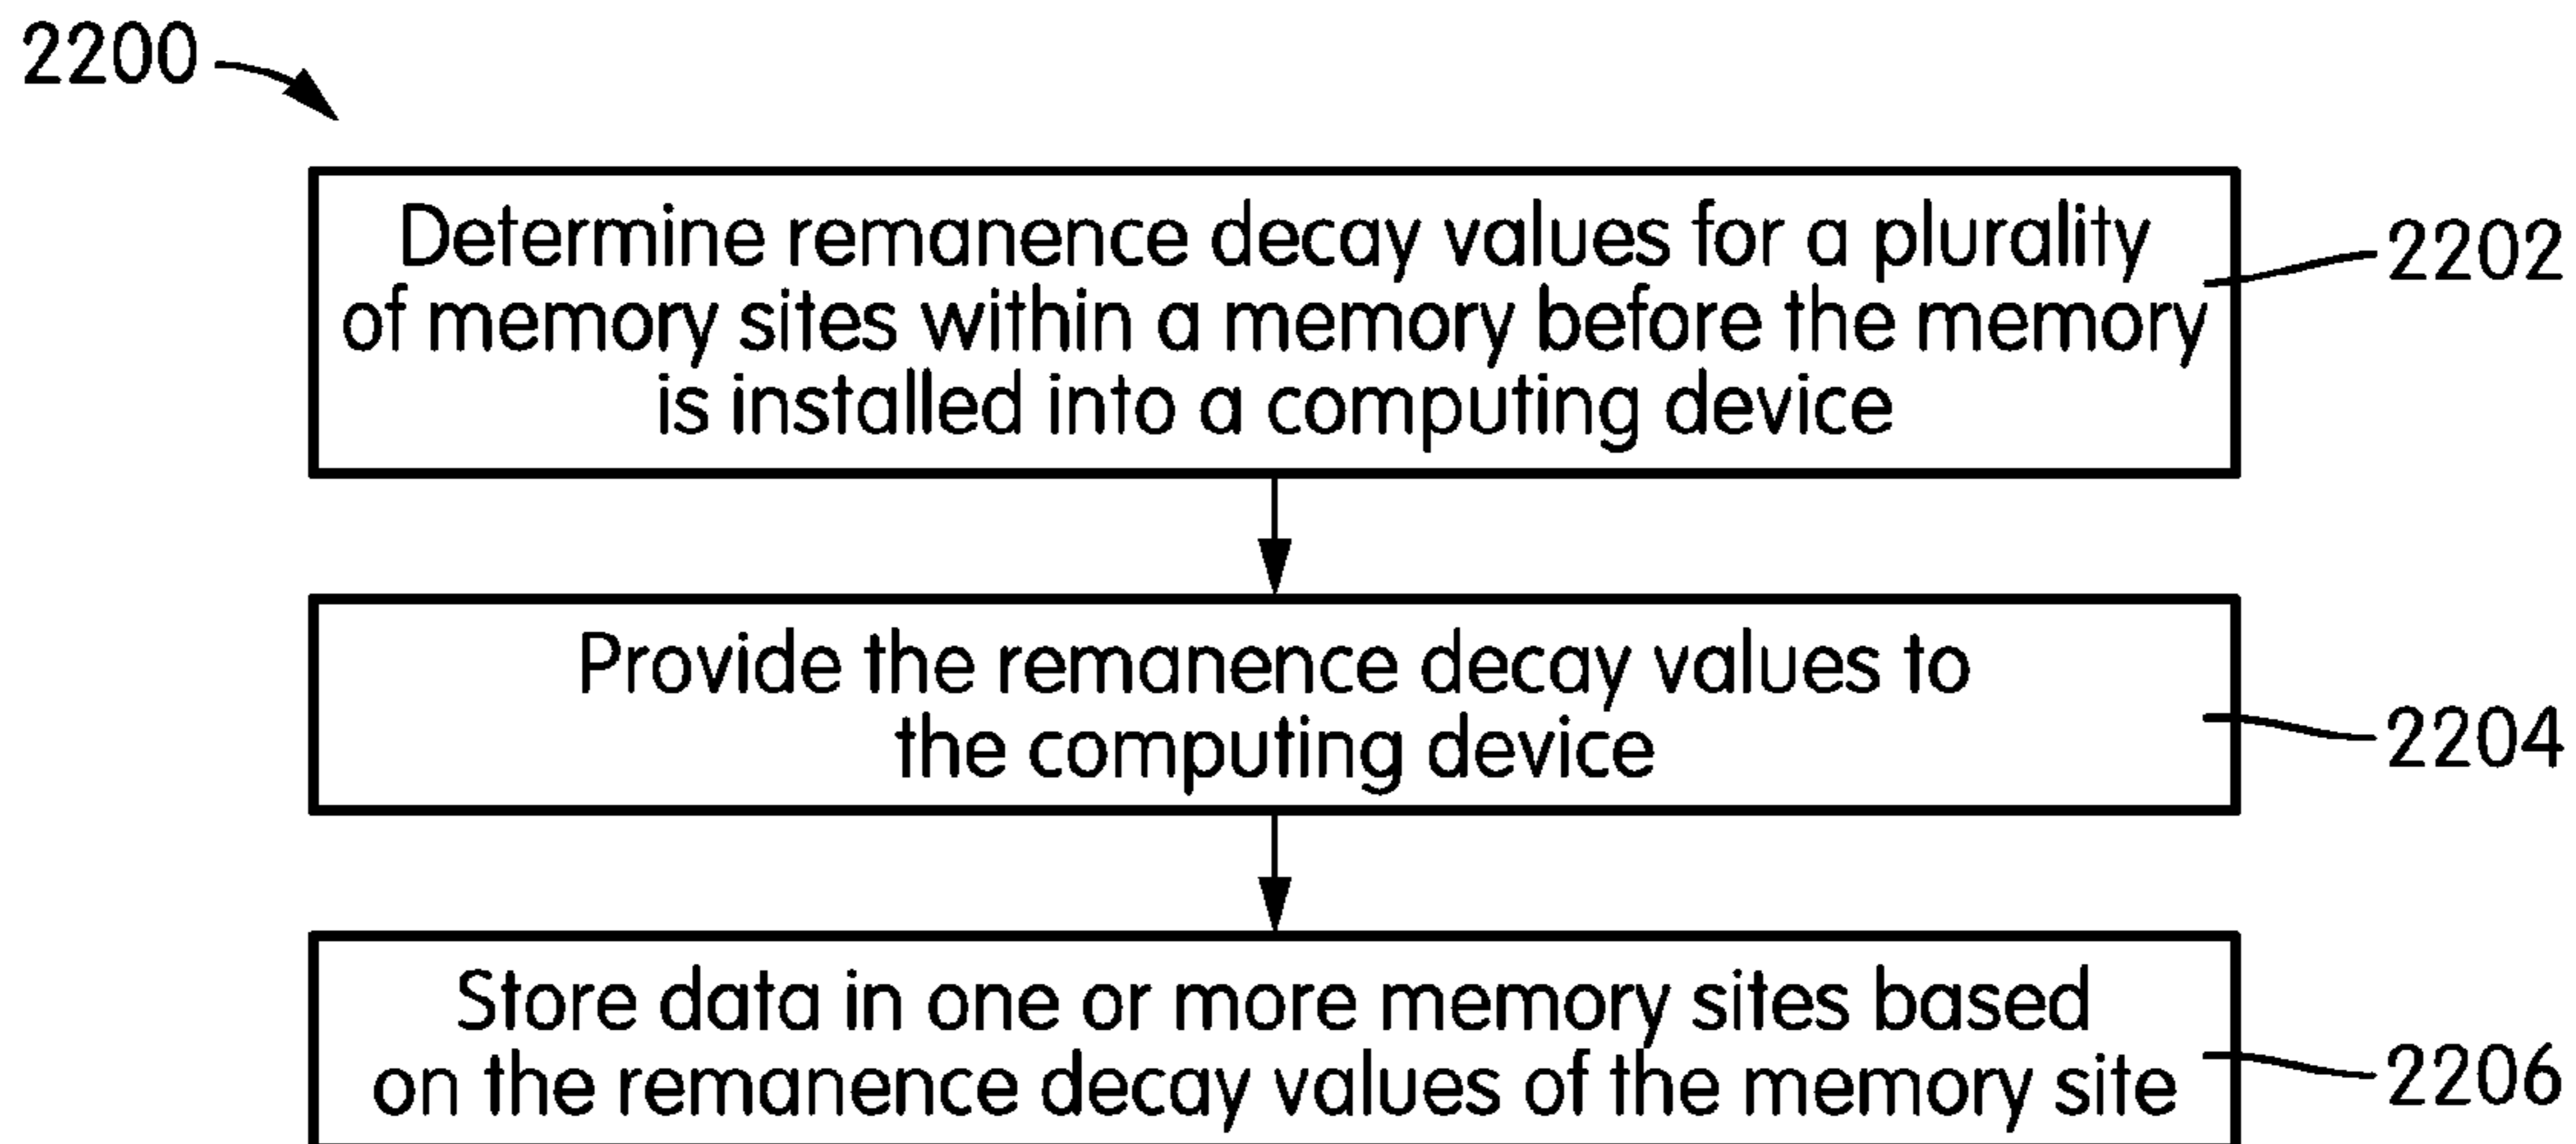 2200
Determine remanence decay values for a plurality
of memory sites within a memory before the memory
is installed into a computing device
2202
Provide the remanence decay values to
the computing device
2204
Store data in one or more memory sites based
on the remanence decay values of the memory site
2206